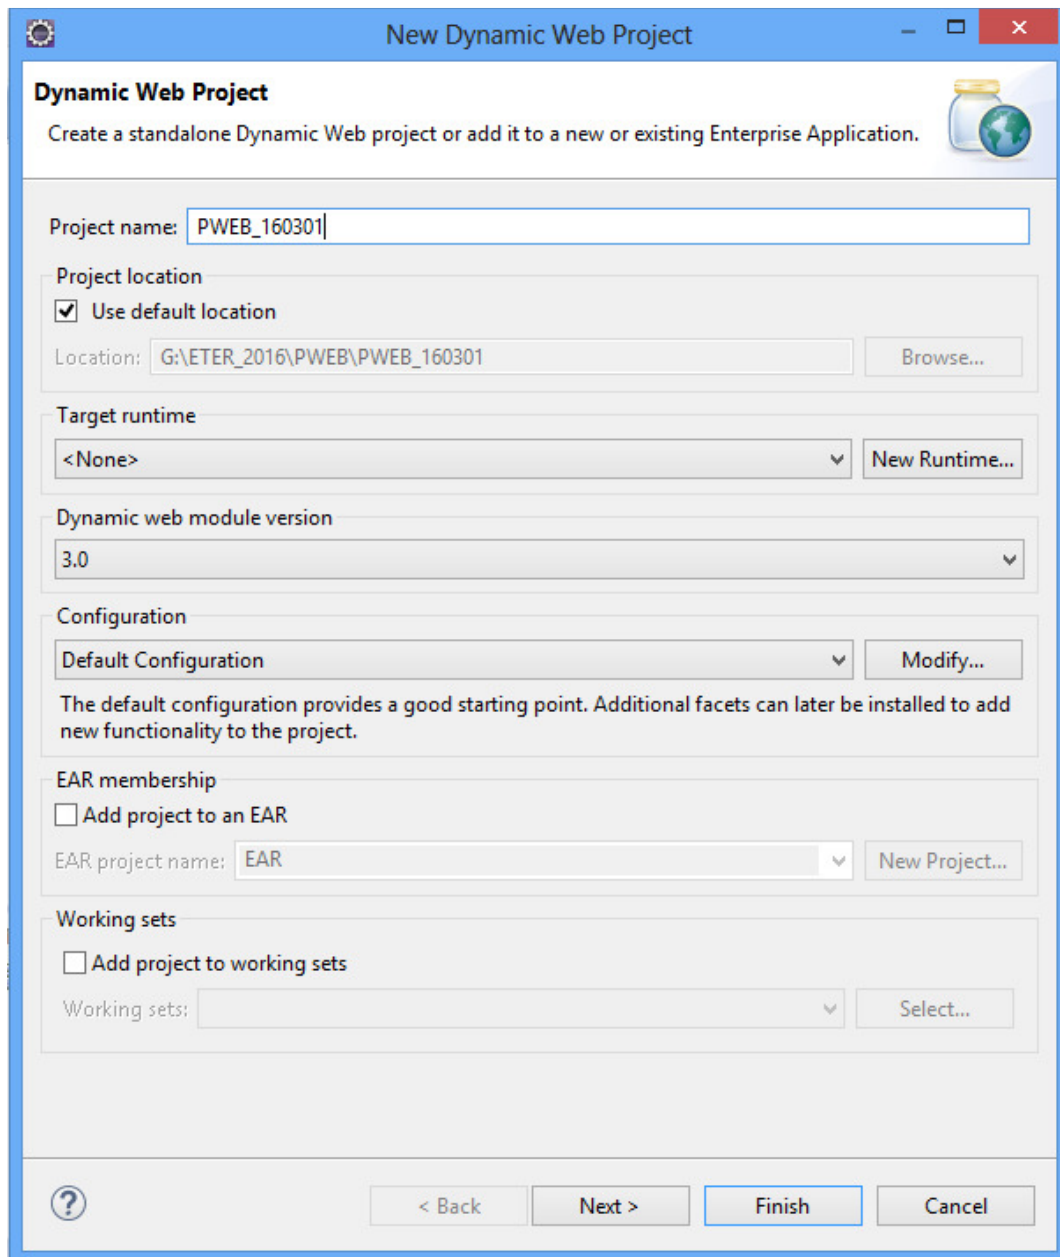 New Dynamic Web Project
Dynamic Web Project
Create a standalone Dynamic Web project or add it to a new or existing Enterprise Application.
Project name: PWEB_160301
Project location
Use default location
Location: G:\ETER_2016\PWEB\PWEB_160301 Browse...
Target runtime
<None> New Runtime...
Dynamic web module version
3.0
Configuration
Default Configuration Modify...
The default configuration provides a good starting point. Additional facets can later be installed to add
new functionality to the project.
EAR membership
Add project to an EAR
EAR project name: EAR New Project...
Working sets
Add project to working sets
Working sets: Select...
? < Back Next > Finish Cancel